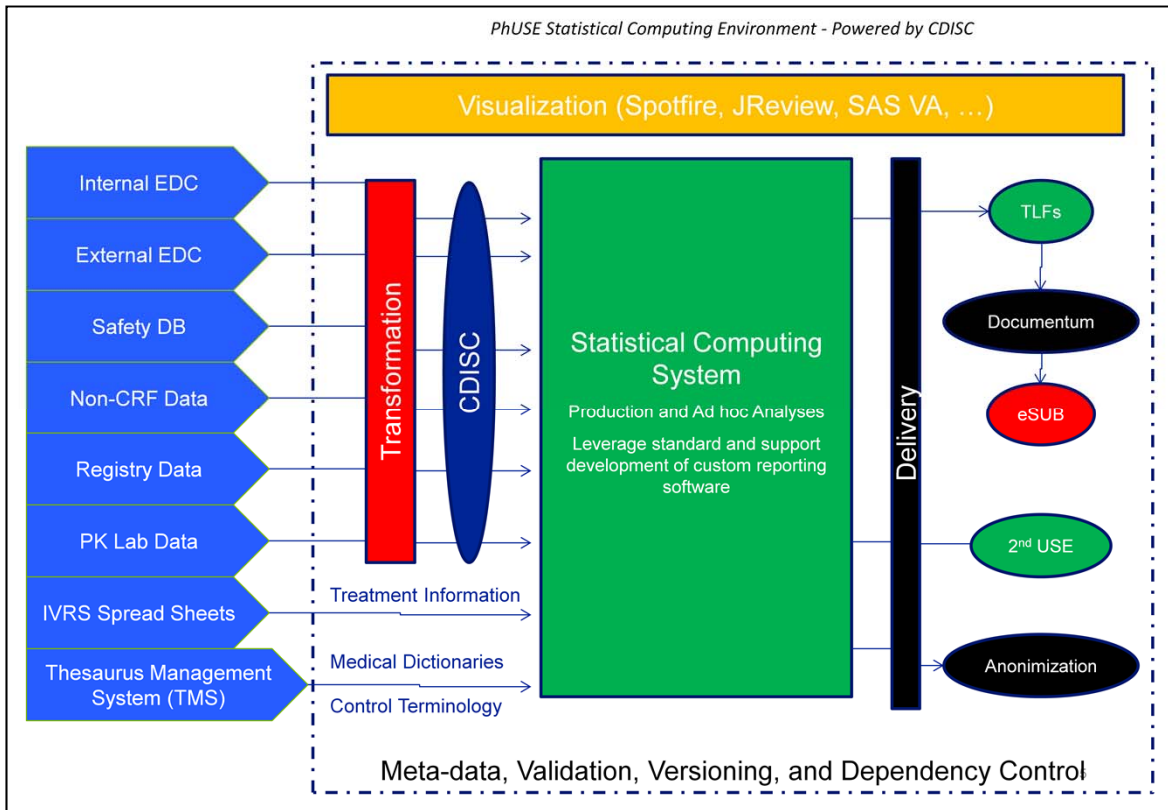 PhUSE Statistical Computing Environment - Powered by CDISC
Visualization (Spotfire, JReview, SAS VA, …)
Internal EDC
External EDC
Safety DB
Non-CRF Data
Registry Data
PK Lab Data
IVRS Spread Sheets
Thesaurus Management
System (TMS)
Transformation
CDISC
Treatment Information
Medical Dictionaries
Control Terminology
Statistical Computing
System
Production and Ad hoc Analyses
Leverage standard and support
development of custom reporting
software
Delivery
TLFs
Documentum
eSUB
2nd USE
Anonimization
Meta-data, Validation, Versioning, and Dependency Control